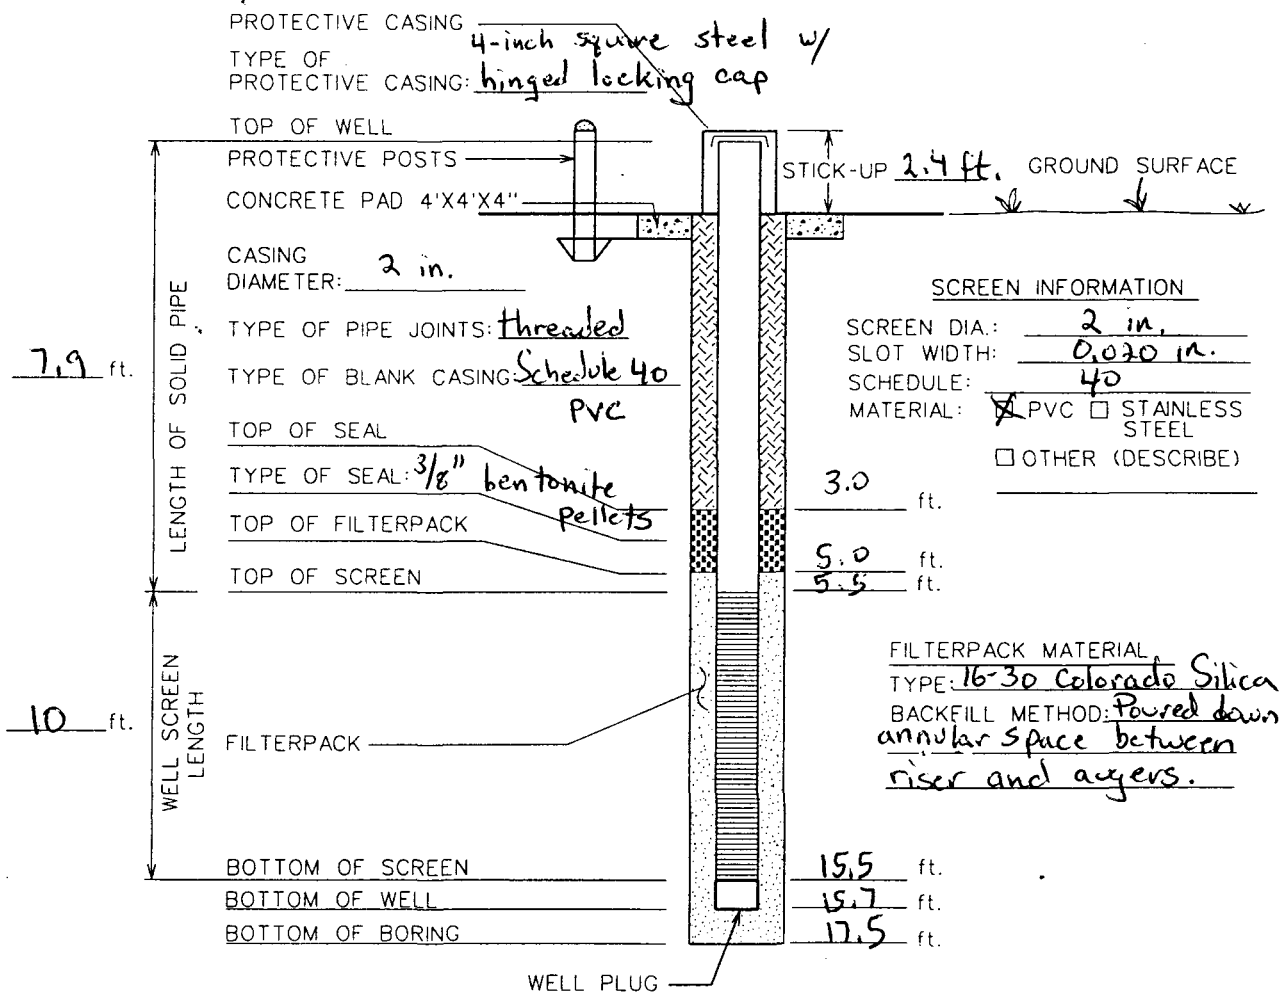 PROTECTIVE CASING
TYPE OF
PROTECTIVE CASING: 4-inch square steel w/
hinged locking cap
TOP OF WELL
PROTECTIVE POSTS
STICK-UP 2.4 ft. GROUND SURFACE
CONCRETE PAD 4'X4'X4"
CASING
DIAMETER: 2 in.
TYPE OF PIPE JOINTS: threaded
TYPE OF BLANK CASING: Schedule 40
PVC
LENGTH OF SOLID PIPE
7.9 ft.
SCREEN INFORMATION
SCREEN DIA.: 2 in.
SLOT WIDTH: 0.020 in.
SCHEDULE: 40
MATERIAL: ☒ PVC ☐ STAINLESS
STEEL
☐ OTHER (DESCRIBE)
TOP OF SEAL
3.0 ft.
TYPE OF SEAL: 3/8" bentonite
pellets
TOP OF FILTERPACK
5.0 ft.
TOP OF SCREEN
5.5 ft.
WELL SCREEN
LENGTH
10 ft.
FILTERPACK
FILTERPACK MATERIAL
TYPE: 16-30 Colorado Silica
BACKFILL METHOD: Poured down
annular space between
riser and augers.
BOTTOM OF SCREEN 15.5 ft.
BOTTOM OF WELL 15.7 ft.
BOTTOM OF BORING 17.5 ft.
WELL PLUG